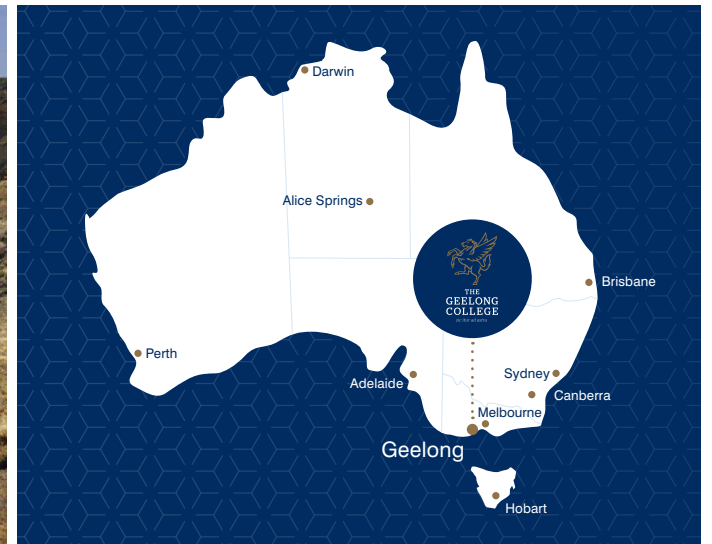 Darwin
Alice Springs
THE
GEELONG
COLLEGE
Brisbane
Perth
Sydney
Adelaide
Canberra
Melbourne
Geelong
Hobart